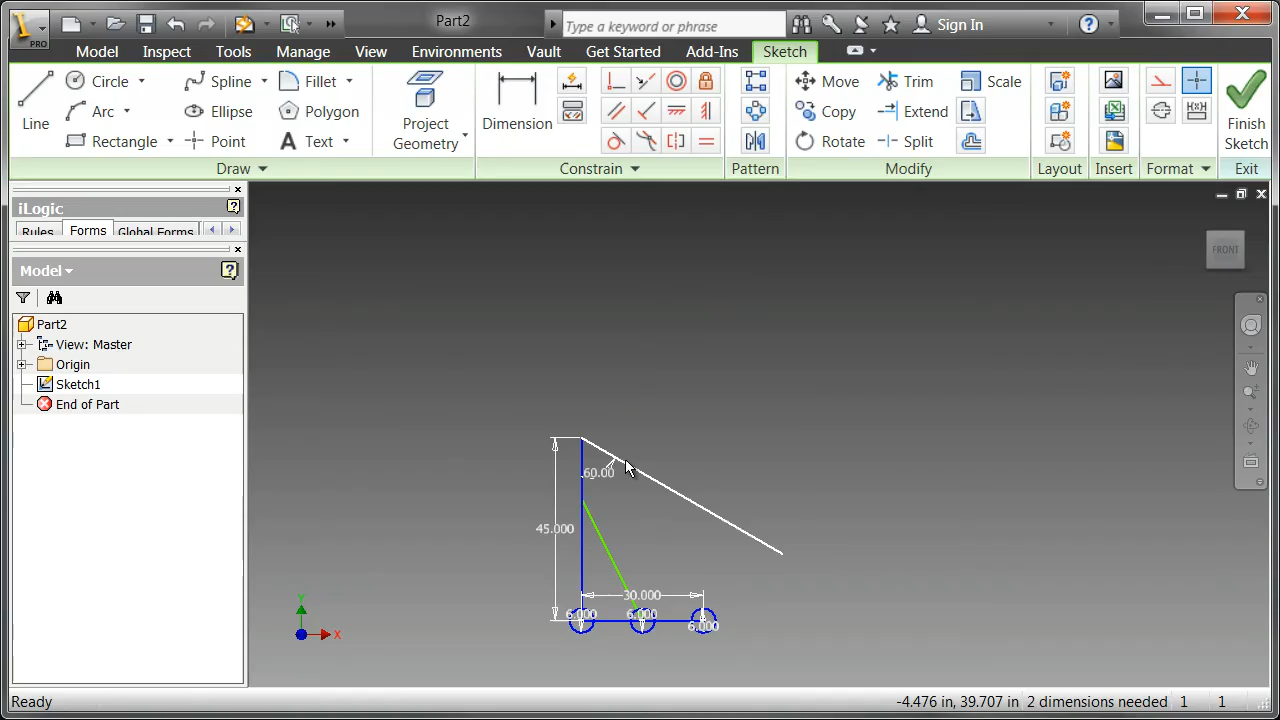 PRO
Part2
Type a keyword or phrase
Sign In
Model Inspect Tools Manage View Environments Vault Get Started Add-Ins Sketch
Line
Circle
Arc
Rectangle
Spline
Ellipse
Point
Fillet
Polygon
Text
Project
Geometry
Dimension
Move
Copy
Rotate
Trim
Extend
Split
Scale
Finish
Sketch
Draw
Constrain
Pattern
Modify
Layout
Insert
Format
Exit
iLogic
Rules Forms Global Forms
Model
Part2
View: Master
Origin
Sketch1
End of Part
FRONT
60.00
45.000
30.000
6.000 6.000
6.000
Y
X
Ready
-4.476 in, 39.707 in 2 dimensions needed 1 1